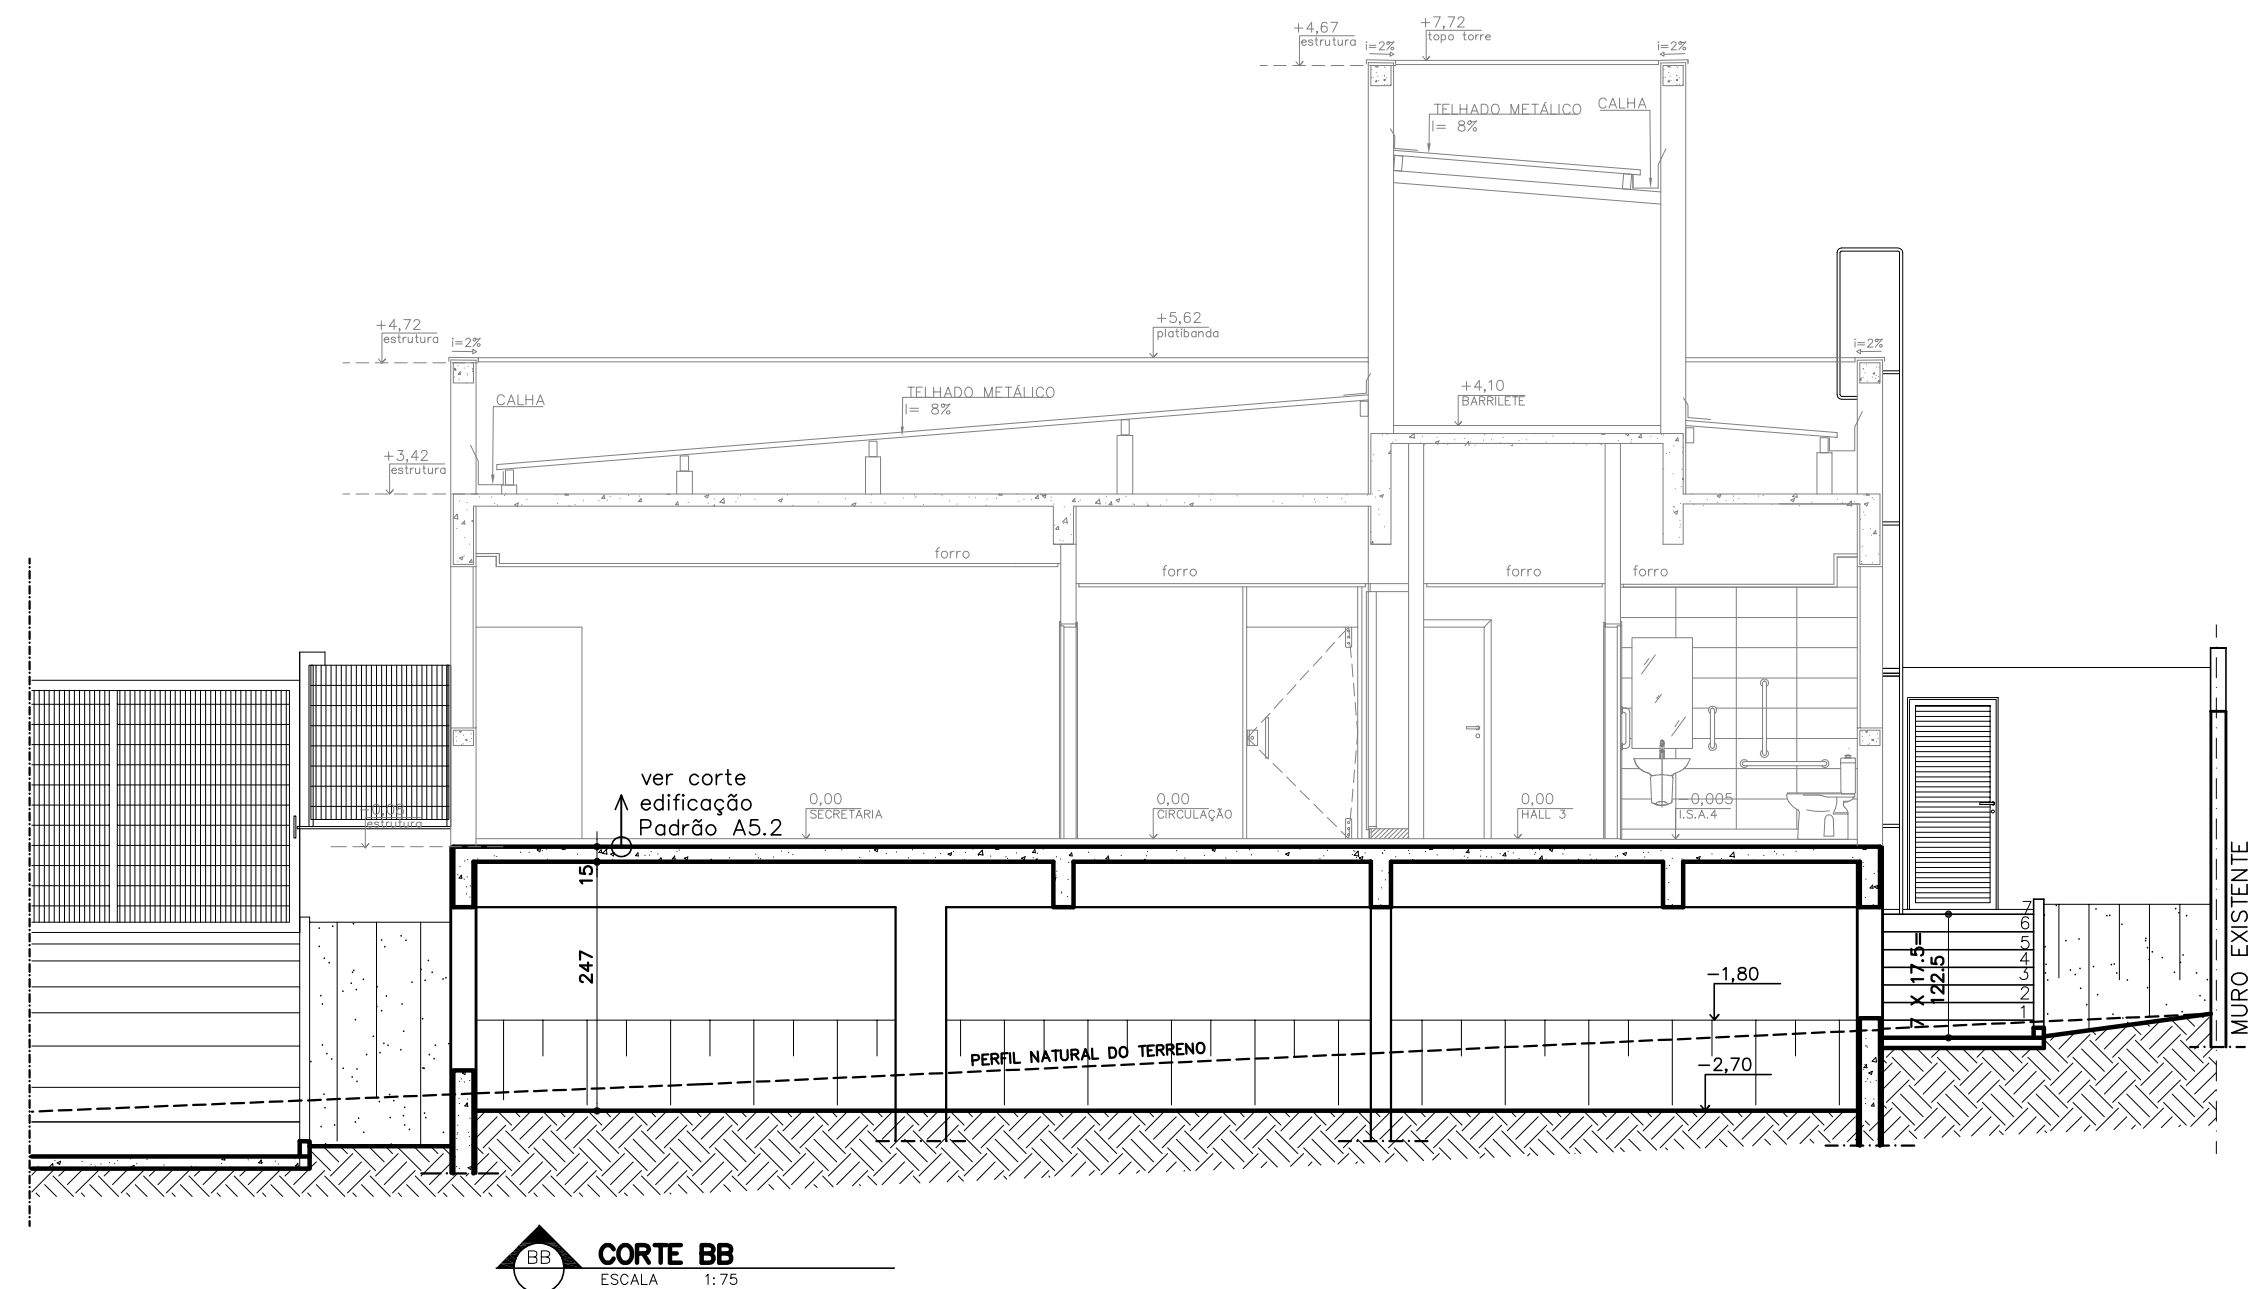 +4,67
estrutura
i=2%
+7,72
topo torre
i=2%
TELHADO METÁLICO
I= 8%
CALHA
+4,72
estrutura
i=2%
+5,62
platibanda
i=2%
CALHA
TELHADO METÁLICO
I= 8%
+4,10
BARRILETE
+3,42
estrutura
forro
forro
forro
forro
ver corte
edificação
Padrão A5.2
estrutura
0,00
SECRETARIA
0,00
CIRCULAÇÃO
0,00
HALL 3
-0,005
I.S.A.4
15
247
-1,80
-2,70
PERFIL NATURAL DO TERRENO
7 X 17.5=
122.5
7
6
5
4
3
2
1
MURO EXISTENTE
BB
CORTE BB
ESCALA 1:75